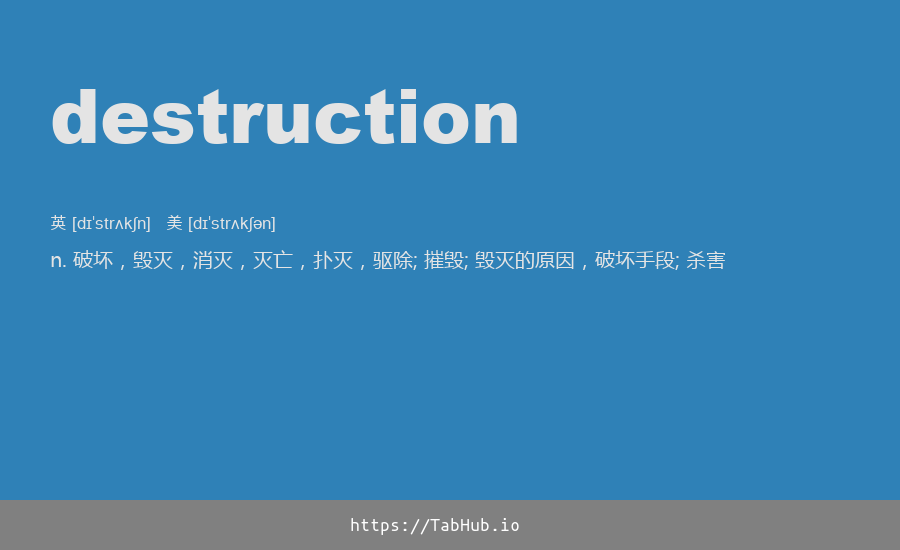 destruction
英 [dɪˈstrʌkʃn] 美 [dɪˈstrʌkʃən]
n. 破坏，毁灭，消灭，灭亡，扑灭，驱除; 摧毁; 毁灭的原因，破坏手段; 杀害
https://TabHub.io